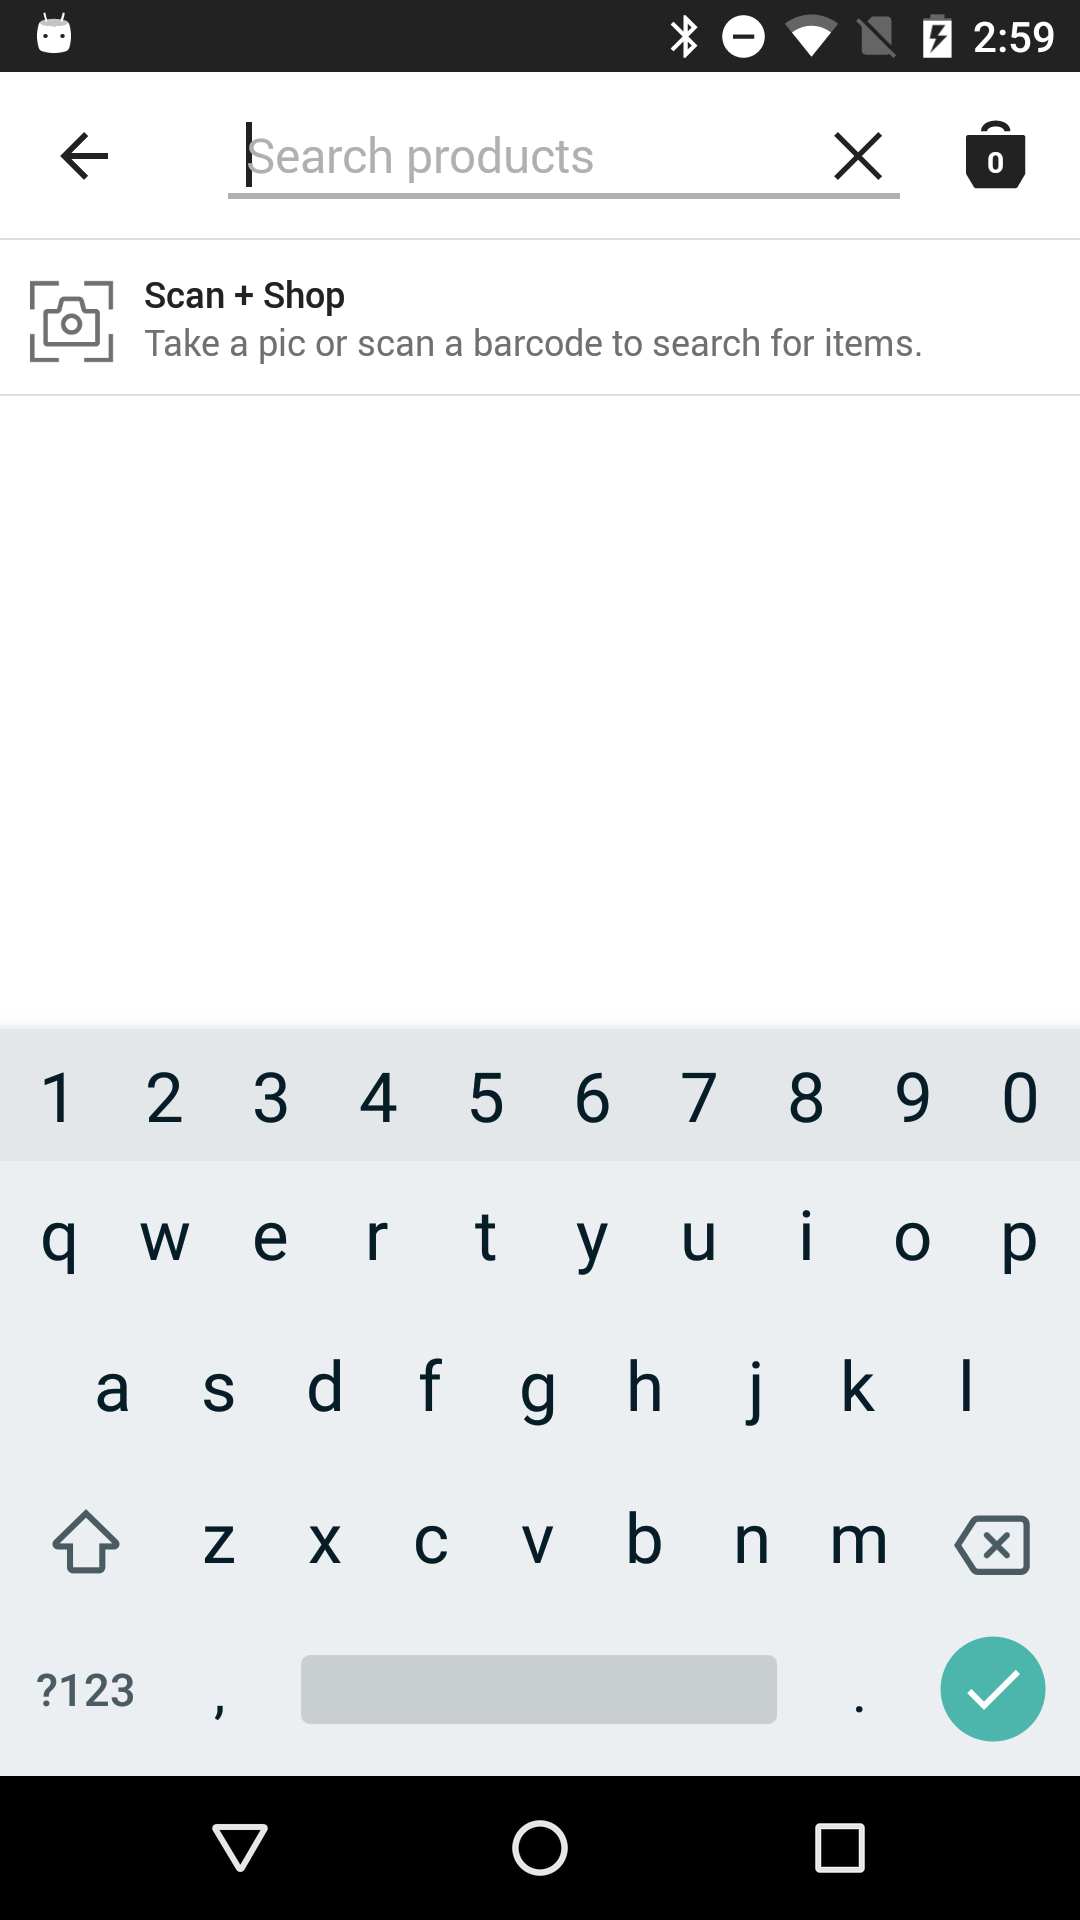 2:59
Search products
0
Scan + Shop
Take a pic or scan a barcode to search for items.
1 2 3 4 5 6 7 8 9 0
q w e r t y u i o p
a s d f g h j k l
z x c v b n m
?123 , .